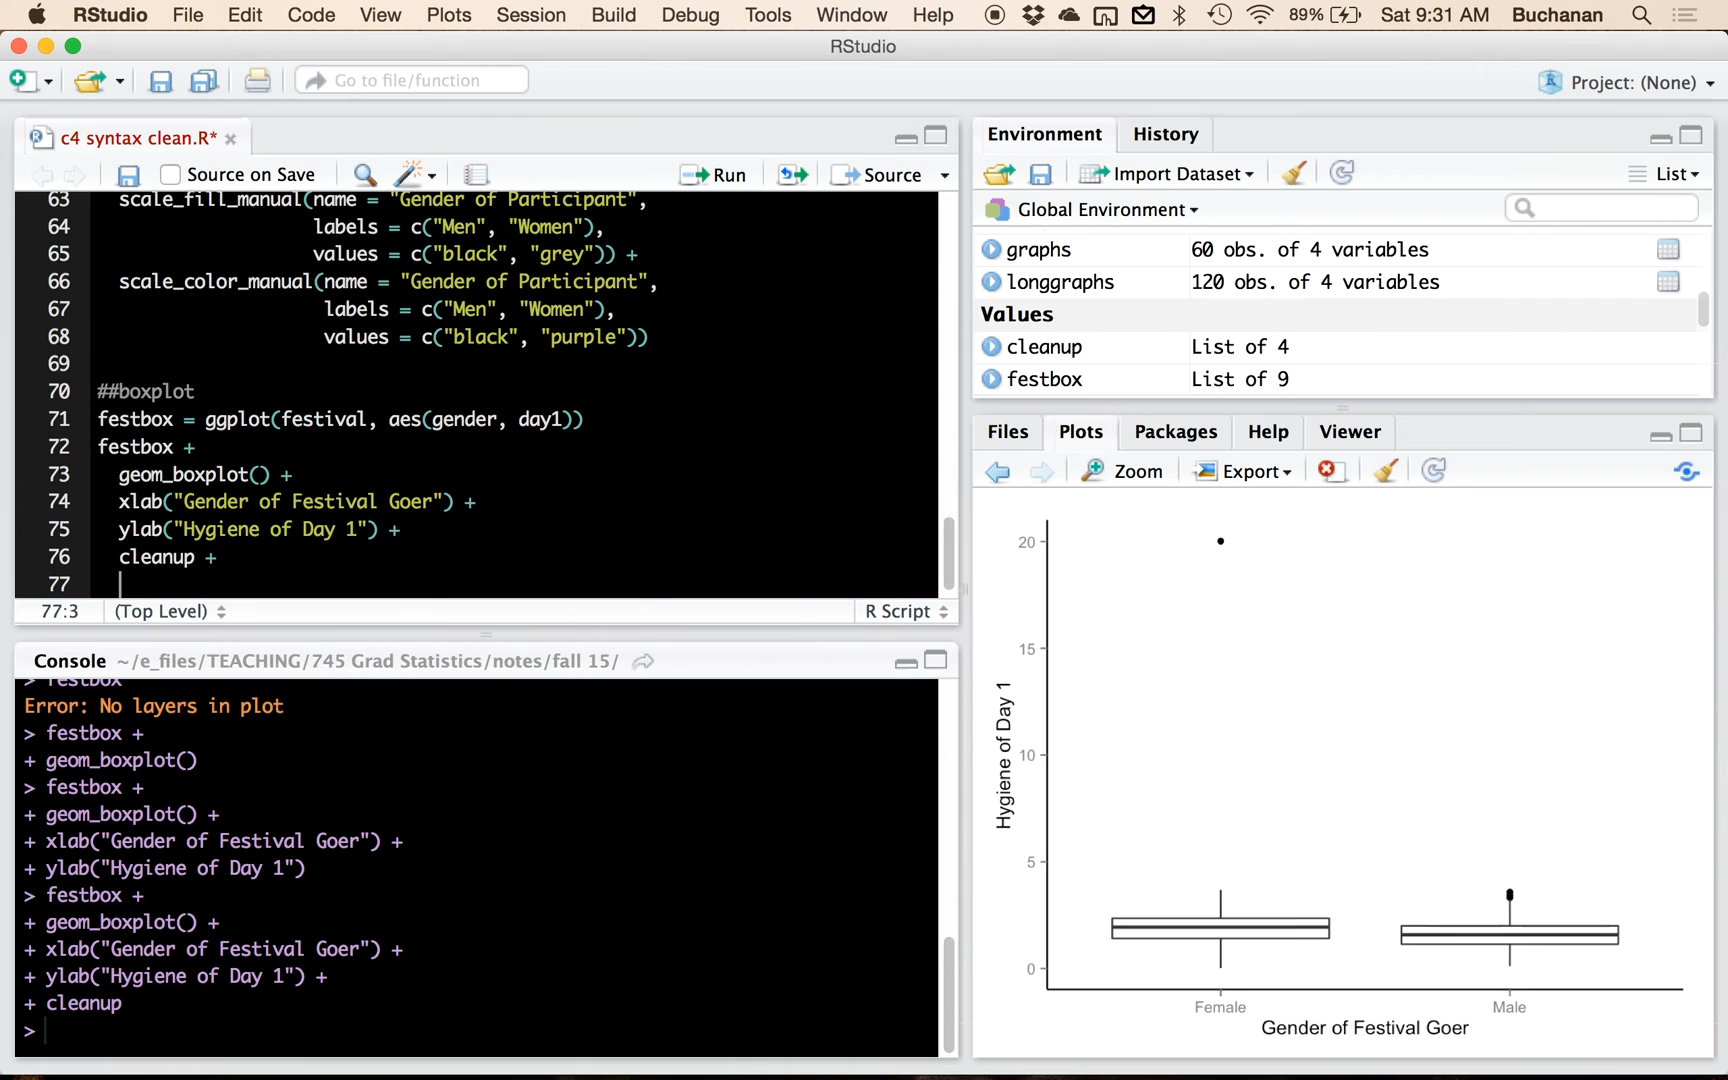 RStudio File Edit Code View Plots Session Build Debug Tools Window Help 89% Sat 9:31 AM Buchanan
RStudio
Go to file/function Project: (None)
c4 syntax clean.R*
Source on Save Run Source
63 scale_fill_manual(name = "Gender of Participant",
64 labels = c("Men", "Women"),
65 values = c("black", "grey")) +
66 scale_color_manual(name = "Gender of Participant",
67 labels = c("Men", "Women"),
68 values = c("black", "purple"))
69
70 ##boxplot
71 festbox = ggplot(festival, aes(gender, day1))
72 festbox +
73 geom_boxplot() +
74 xlab("Gender of Festival Goer") +
75 ylab("Hygiene of Day 1") +
76 cleanup +
77
77:3 (Top Level) R Script
Console ~/e_files/TEACHING/745 Grad Statistics/notes/fall 15/
> festbox
Error: No layers in plot
> festbox +
+ geom_boxplot()
> festbox +
+ geom_boxplot() +
+ xlab("Gender of Festival Goer") +
+ ylab("Hygiene of Day 1")
> festbox +
+ geom_boxplot() +
+ xlab("Gender of Festival Goer") +
+ ylab("Hygiene of Day 1") +
+ cleanup
>
Environment History
Import Dataset List
Global Environment
graphs 60 obs. of 4 variables
longgraphs 120 obs. of 4 variables
Values
cleanup List of 4
festbox List of 9
Files Plots Packages Help Viewer
Zoom Export
20
15
10
5
0
Hygiene of Day 1
Female Male
Gender of Festival Goer